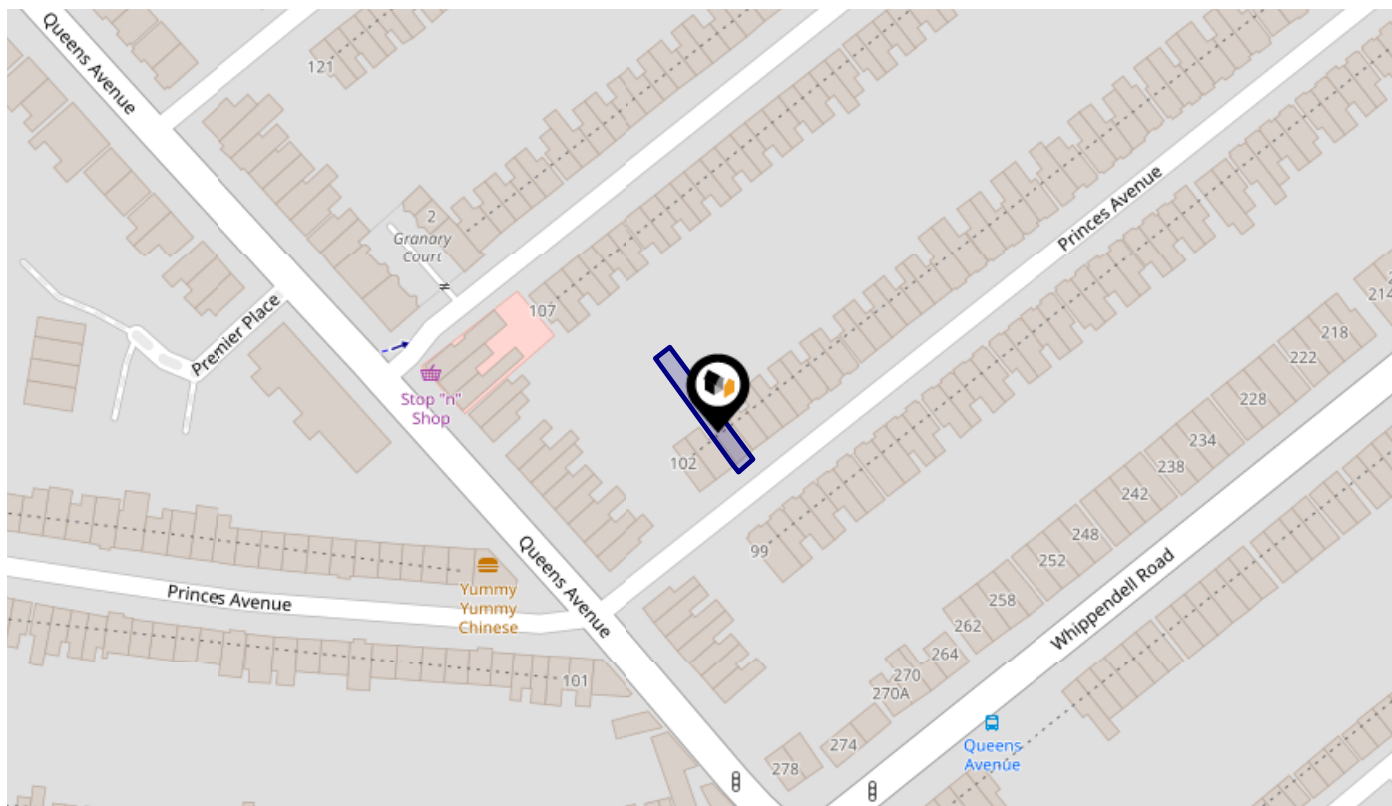 Queens Avenue
121
2
Granary
Court
107
Princes Avenue
214
218
Premier Place
222
Stop "n"
Shop
228
234
102
238
242
248
99
252
Queens Avenue
Yummy
Yummy
Chinese
Princes Avenue
258
Whippendell Road
262
264
101
270
270A
Queens
Avenue
274
278